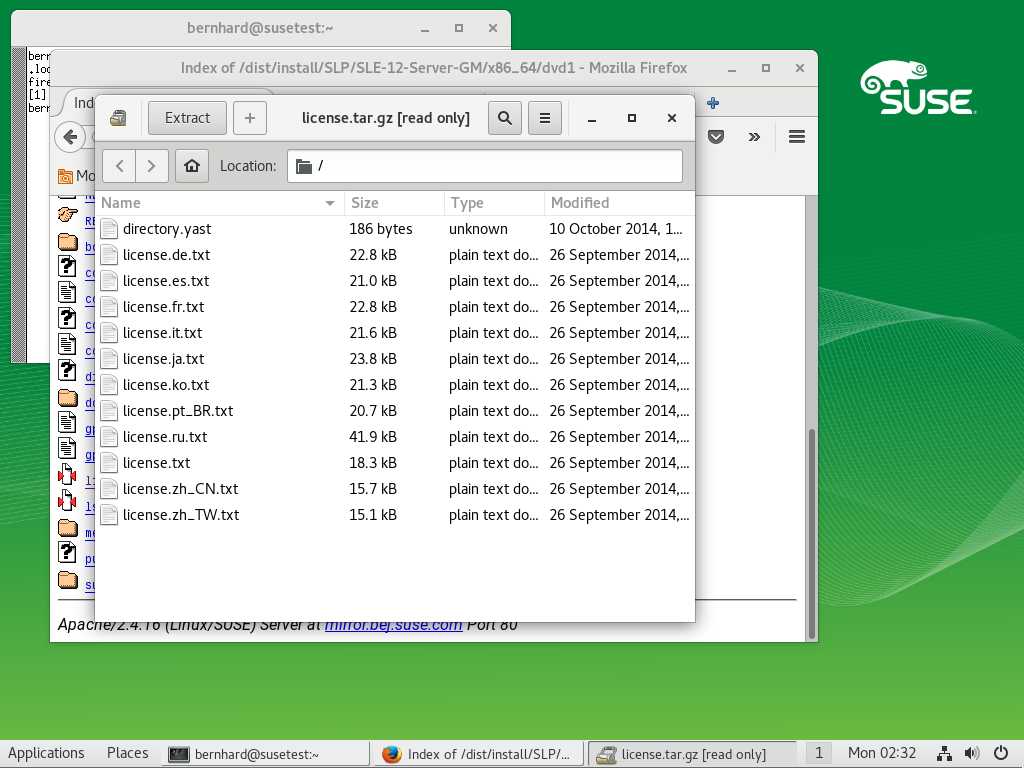 bernhard@susetest:~
Index of /dist/install/SLP/SLE-12-Server-GM/x86_64/dvd1 - Mozilla Firefox
SUSE
Extract
license.tar.gz [read only]
Location: /
Name Size Type Modified
directory.yast 186 bytes unknown 10 October 2014, 1...
license.de.txt 22.8 kB plain text do... 26 September 2014,...
license.es.txt 21.0 kB plain text do... 26 September 2014,...
license.fr.txt 22.8 kB plain text do... 26 September 2014,...
license.it.txt 21.6 kB plain text do... 26 September 2014,...
license.ja.txt 23.8 kB plain text do... 26 September 2014,...
license.ko.txt 21.3 kB plain text do... 26 September 2014,...
license.pt_BR.txt 20.7 kB plain text do... 26 September 2014,...
license.ru.txt 41.9 kB plain text do... 26 September 2014,...
license.txt 18.3 kB plain text do... 26 September 2014,...
license.zh_CN.txt 15.7 kB plain text do... 26 September 2014,...
license.zh_TW.txt 15.1 kB plain text do... 26 September 2014,...
Apache/2.4.16 (Linux/SUSE) Server at mirror.bej.suse.com Port 80
Applications Places bernhard@susetest:~ Index of /dist/install/SLP/... license.tar.gz [read only] 1 Mon 02:32